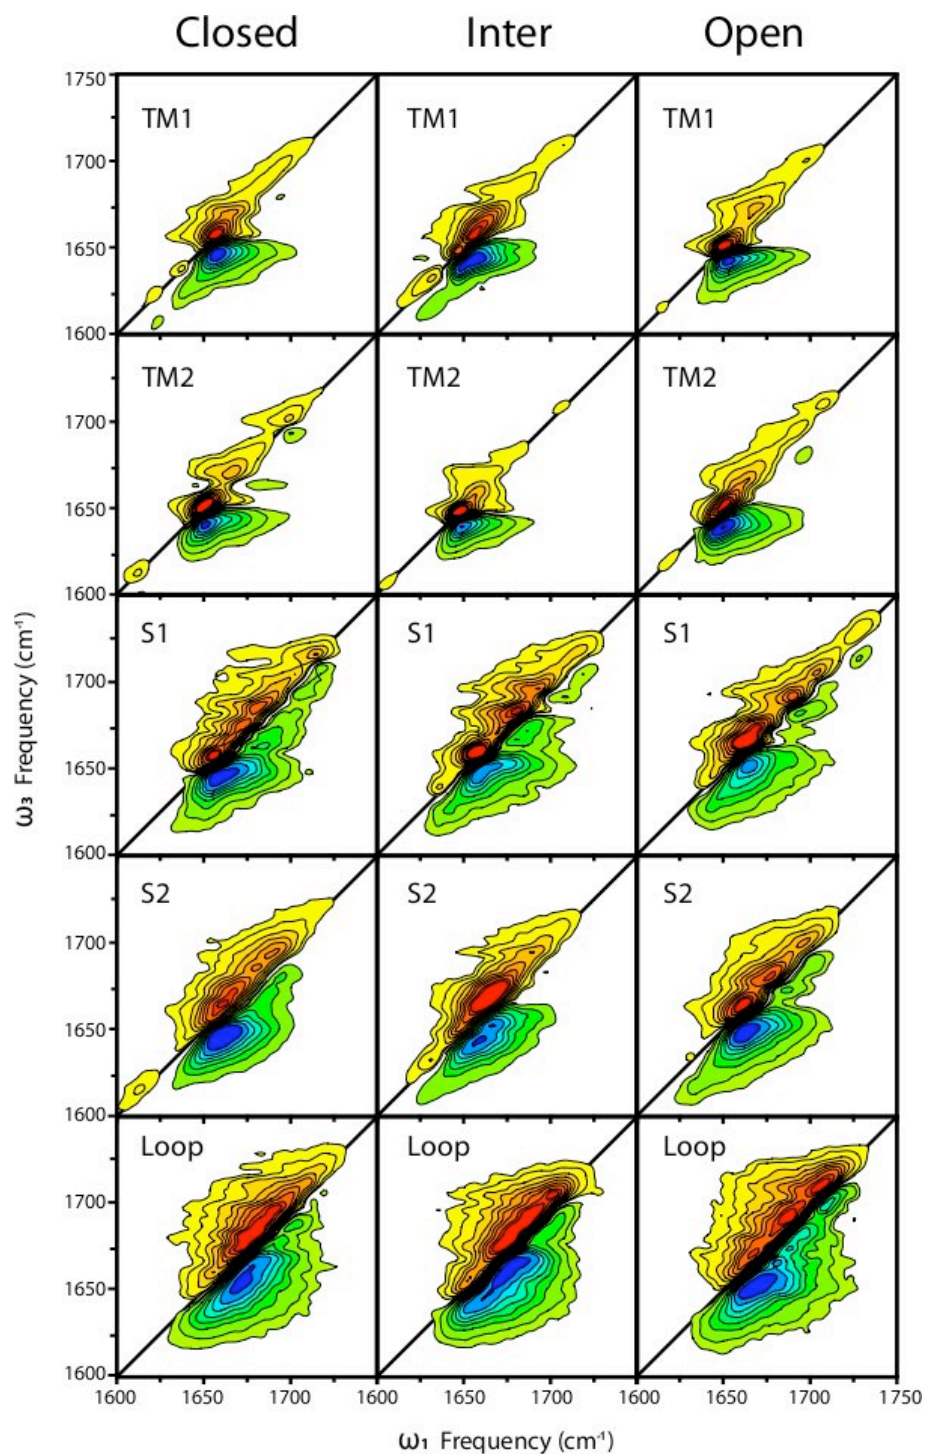 Closed Inter Open
1750 TM1 TM1 TM1
1700
1650
1600
TM2 TM2 TM2
1700
1650
1600
S1 S1 S1
1700
1650
1600
S2 S2 S2
1700
1650
1600
Loop Loop Loop
1700
1650
1600
1600 1650 1700 1600 1650 1700 1600 1650 1700 1750
ω₃ Frequency (cm⁻¹)
ω₁ Frequency (cm⁻¹)